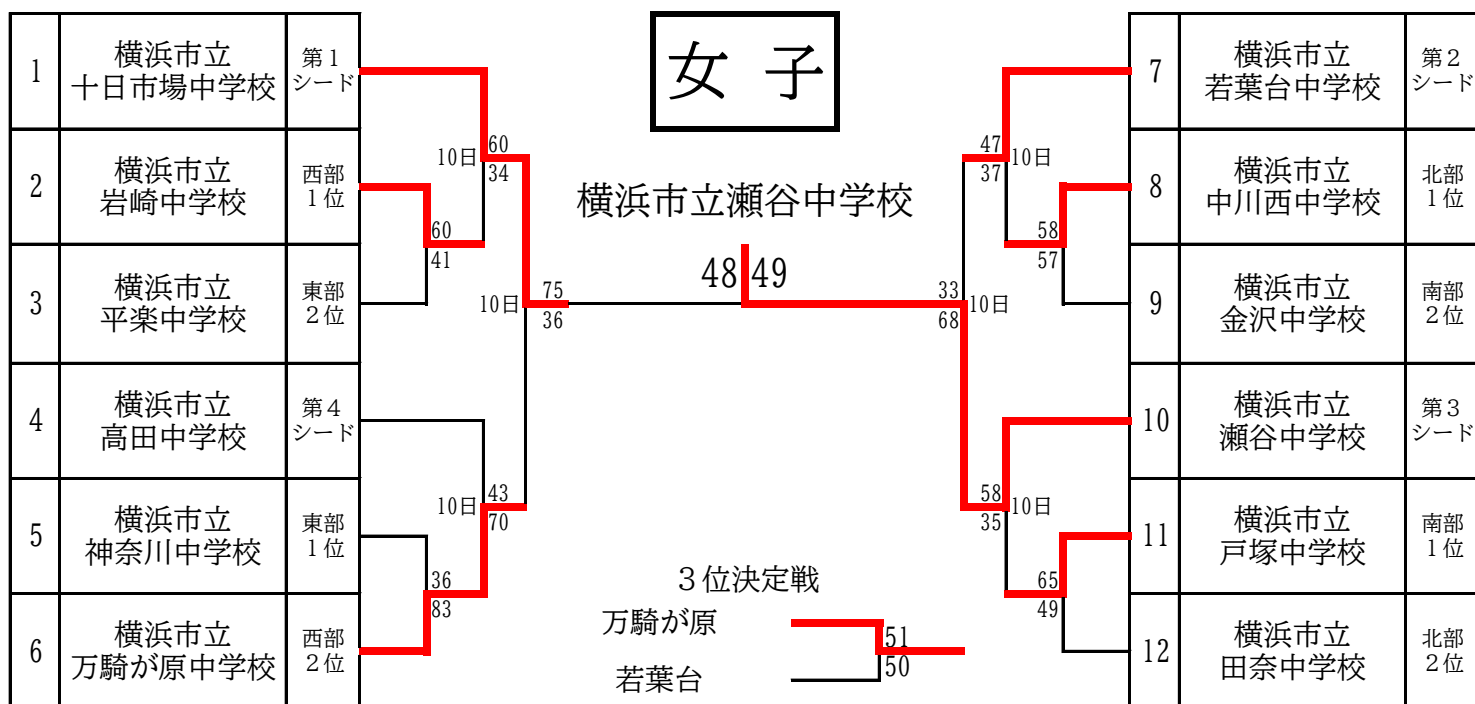 女 子
1
横浜市立
十日市場中学校
第１
シード
2
横浜市立
岩崎中学校
西部
１位
3
横浜市立
平楽中学校
東部
２位
4
横浜市立
高田中学校
第４
シード
5
横浜市立
神奈川中学校
東部
１位
6
横浜市立
万騎が原中学校
西部
２位
10日
60
34
60
41
10日
75
36
10日
43
70
36
83
横浜市立瀬谷中学校
48 49
３位決定戦
万騎が原
51
50
若葉台
47
10日
37
58
57
33
10日
68
58
10日
35
65
49
7
横浜市立
若葉台中学校
第２
シード
8
横浜市立
中川西中学校
北部
１位
9
横浜市立
金沢中学校
南部
２位
10
横浜市立
瀬谷中学校
第３
シード
11
横浜市立
戸塚中学校
南部
１位
12
横浜市立
田奈中学校
北部
２位